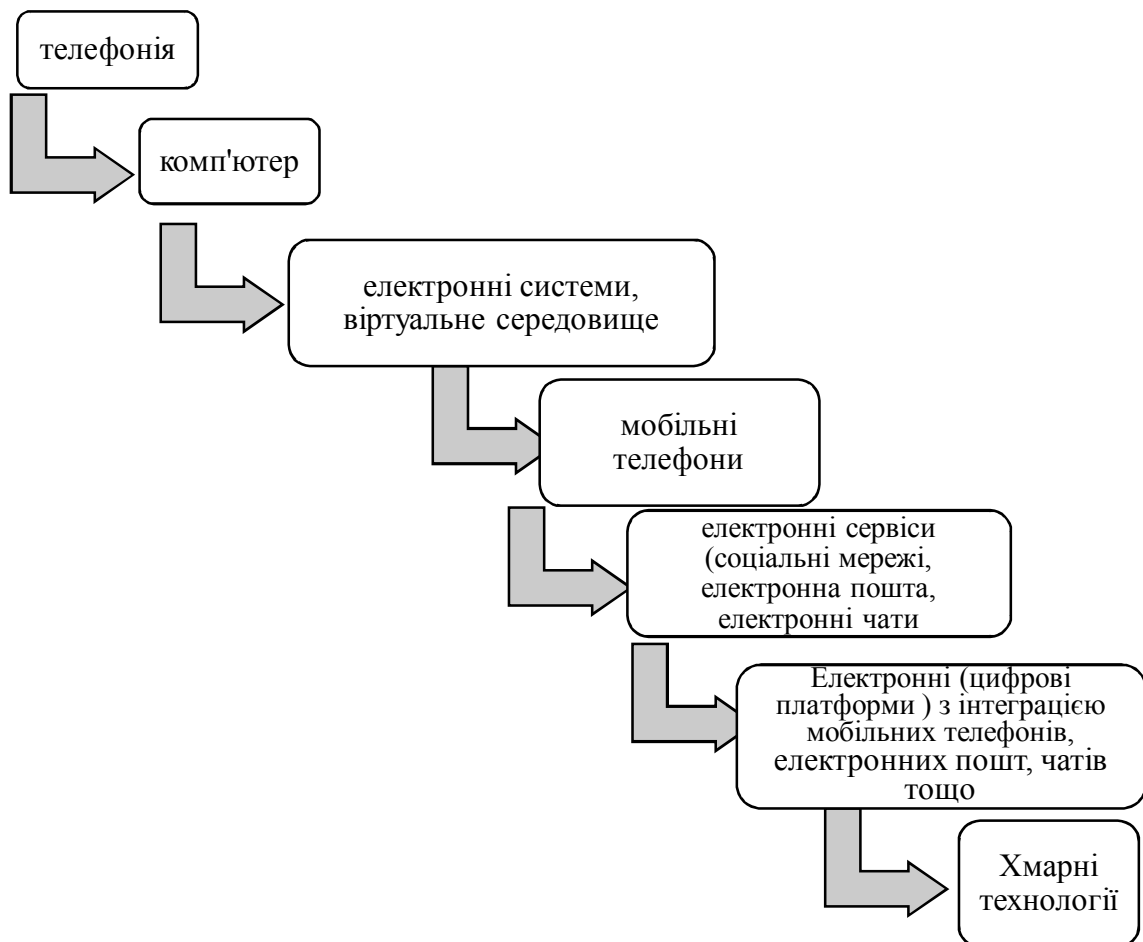 телефонія
комп'ютер
електронні системи,
віртуальне середовище
мобільні
телефони
електронні сервіси
(соціальні мережі,
електронна пошта,
електронні чати
Електронні (цифрові
платформи ) з інтеграцією
мобільних телефонів,
електронних пошт, чатів
тощо
Хмарні
технології